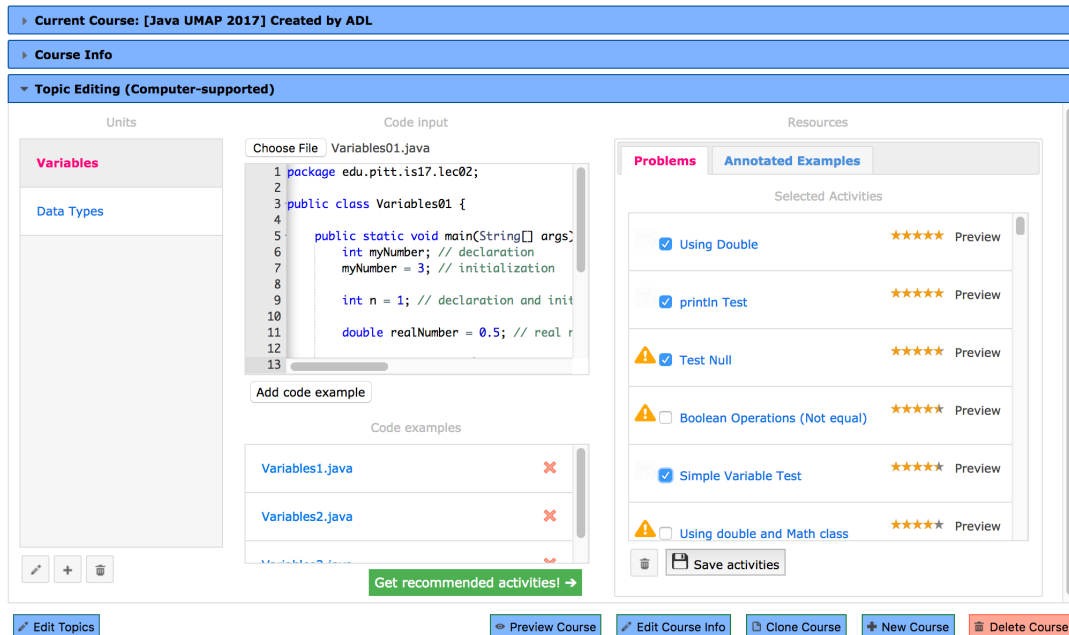 Current Course: [Java UMAP 2017] Created by ADL
Course Info
Topic Editing (Computer-supported)
Units
Variables
Data Types
Code input
Choose File Variables01.java
1 package edu.pitt.is17.lec02;
2
3 public class Variables01 {
4
5 public static void main(String[] args)
6 int myNumber; // declaration
7 myNumber = 3; // initialization
8
9 int n = 1; // declaration and init
10
11 double realNumber = 0.5; // real r
12
13
Add code example
Code examples
Variables1.java
Variables2.java
Get recommended activities! →
Resources
Problems Annotated Examples
Selected Activities
Using Double ★★★★★ Preview
println Test ★★★★★ Preview
Test Null ★★★★★ Preview
Boolean Operations (Not equal) ★★★★★ Preview
Simple Variable Test ★★★★★ Preview
Using double and Math class ★★★★★ Preview
Save activities
Edit Topics Preview Course Edit Course Info Clone Course New Course Delete Course